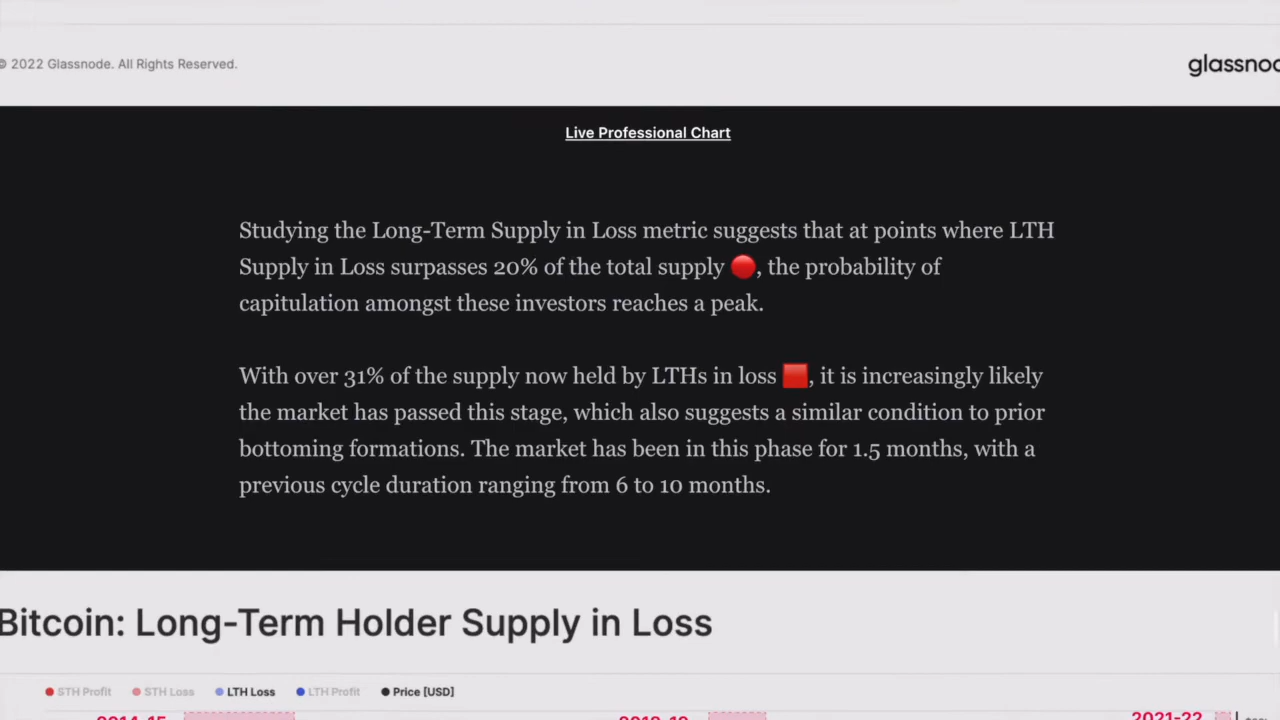 © 2022 Glassnode. All Rights Reserved.
glassnod
Live Professional Chart
Studying the Long-Term Supply in Loss metric suggests that at points where LTH
Supply in Loss surpasses 20% of the total supply 🔴, the probability of
capitulation amongst these investors reaches a peak.
With over 31% of the supply now held by LTHs in loss 🟥, it is increasingly likely
the market has passed this stage, which also suggests a similar condition to prior
bottoming formations. The market has been in this phase for 1.5 months, with a
previous cycle duration ranging from 6 to 10 months.
Bitcoin: Long-Term Holder Supply in Loss
STH Profit STH Loss LTH Loss LTH Profit Price [USD]
2014-15 2018-19 2021-22